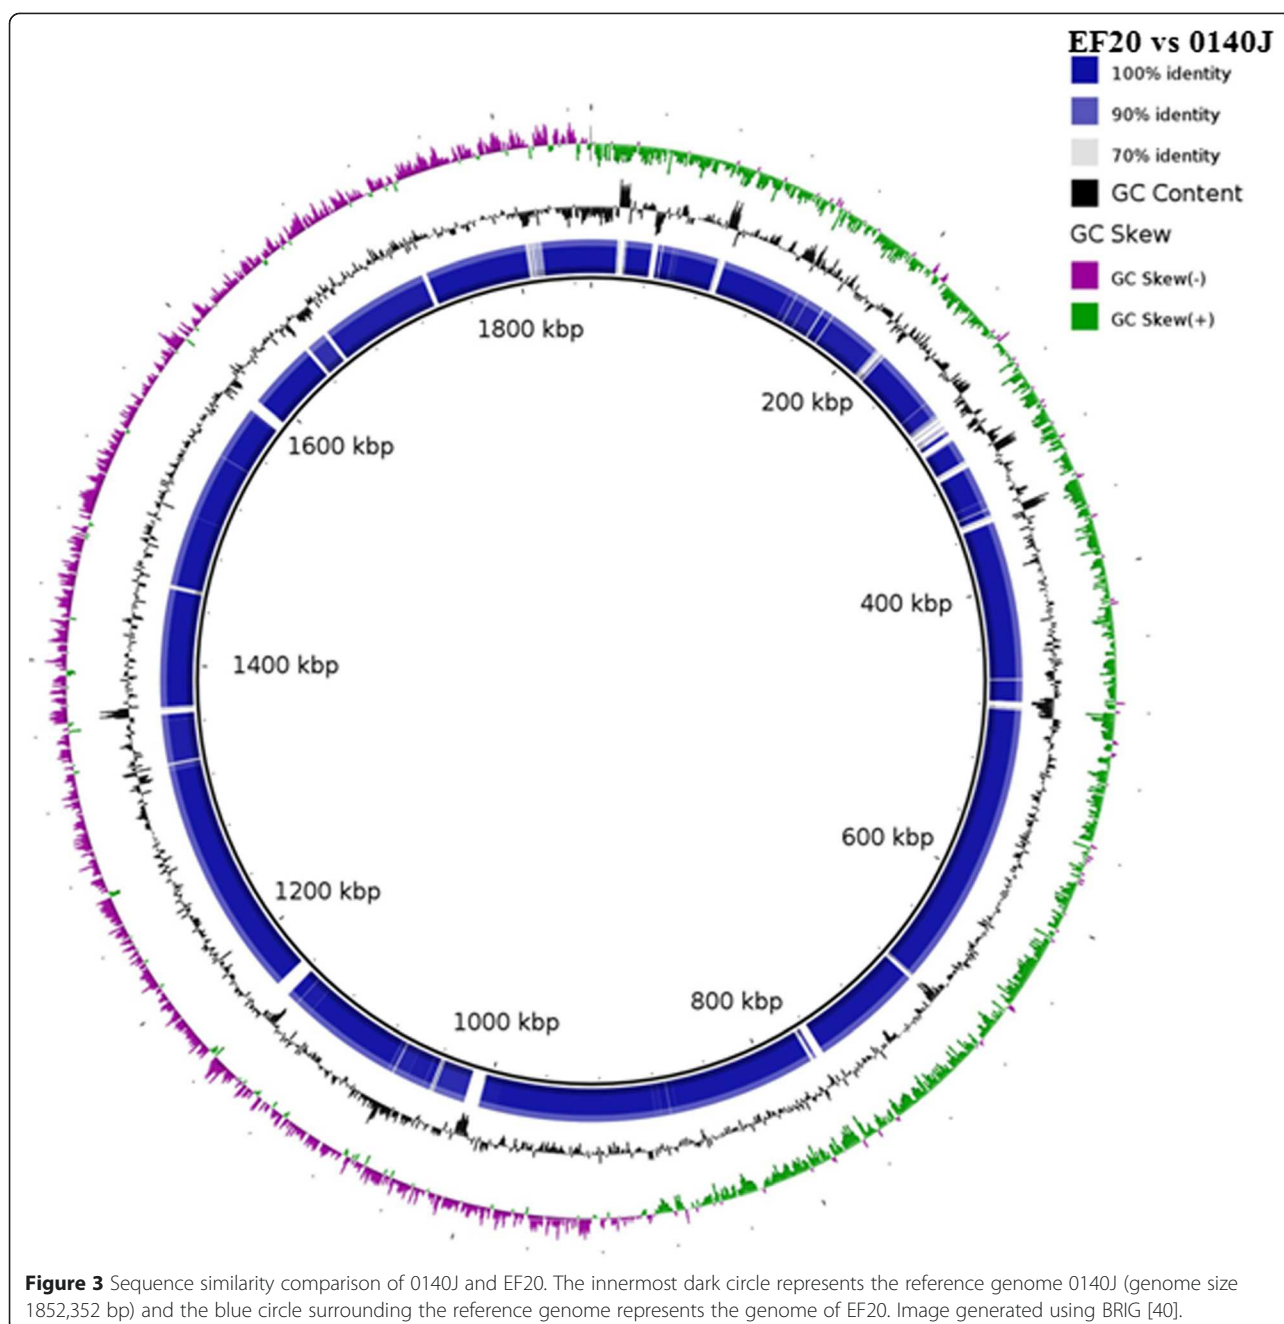 EF20 vs 0140J
100% identity
90% identity
70% identity
GC Content
GC Skew
GC Skew(-)
GC Skew(+)
1800 kbp
200 kbp
1600 kbp
400 kbp
1400 kbp
600 kbp
1200 kbp
800 kbp
1000 kbp
Figure 3 Sequence similarity comparison of 0140J and EF20. The innermost dark circle represents the reference genome 0140J (genome size
1852,352 bp) and the blue circle surrounding the reference genome represents the genome of EF20. Image generated using BRIG [40].